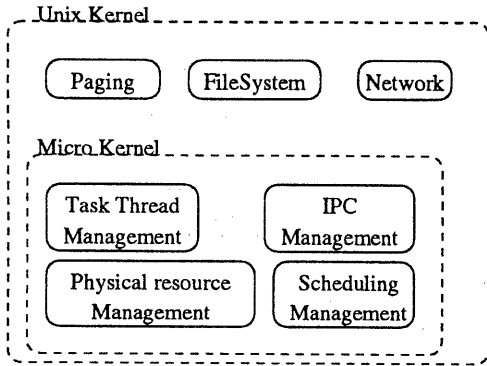 Unix Kernel
Paging
FileSystem
Network
Micro Kernel
Task Thread
Management
IPC
Management
Physical resource
Management
Scheduling
Management